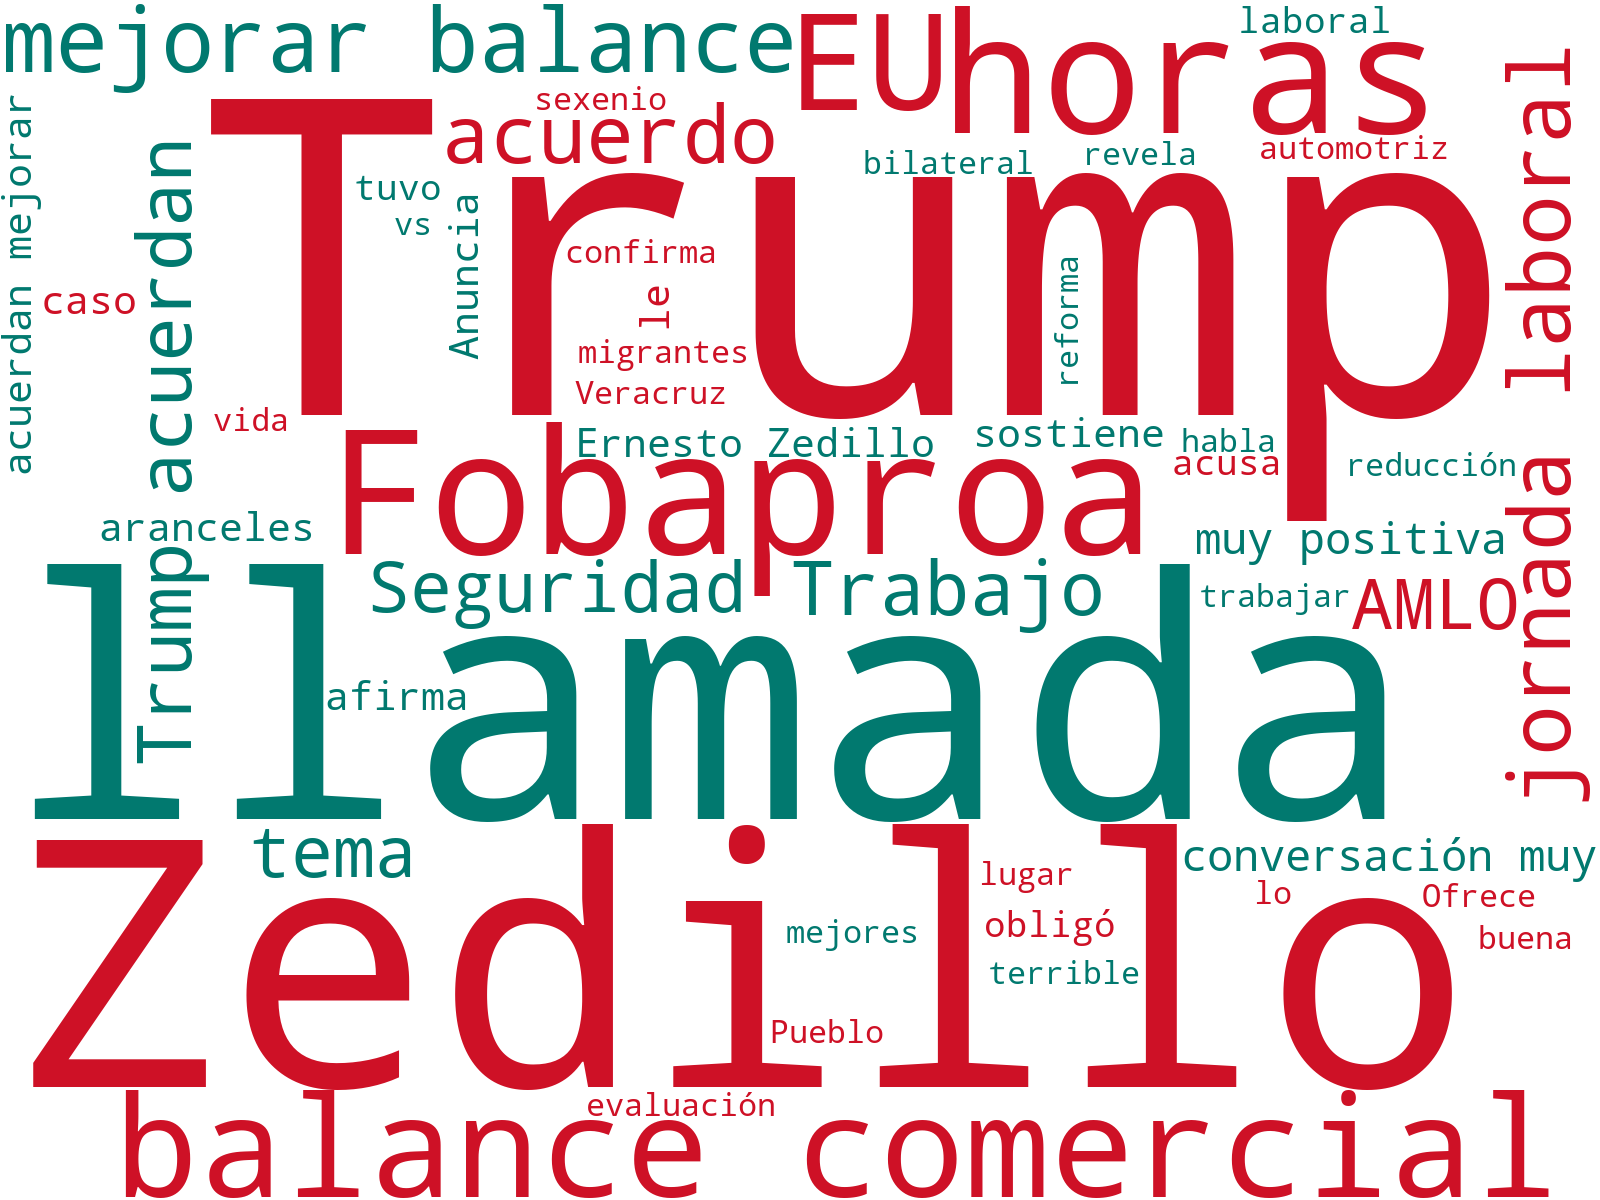 mejorar balance
EU
horas
laboral
sexenio
acuerdo
bilateral
revela
automotriz
Trump
tuvo
vs
Anuncia
confirma
le
migrantes
Veracruz
reforma
acuerdan mejorar
caso
Trump acuerdan
vida
jornada laboral
Fobaproa
Ernesto Zedillo
sostiene
habla
acusa
reducción
aranceles
muy positiva
Seguridad Trabajo
trabajar
AMLO
llamada
afirma
tema
conversación muy
Zedillo
lugar
lo
Ofrece
obligó
mejores
buena
terrible
Pueblo
evaluación
balance comercial